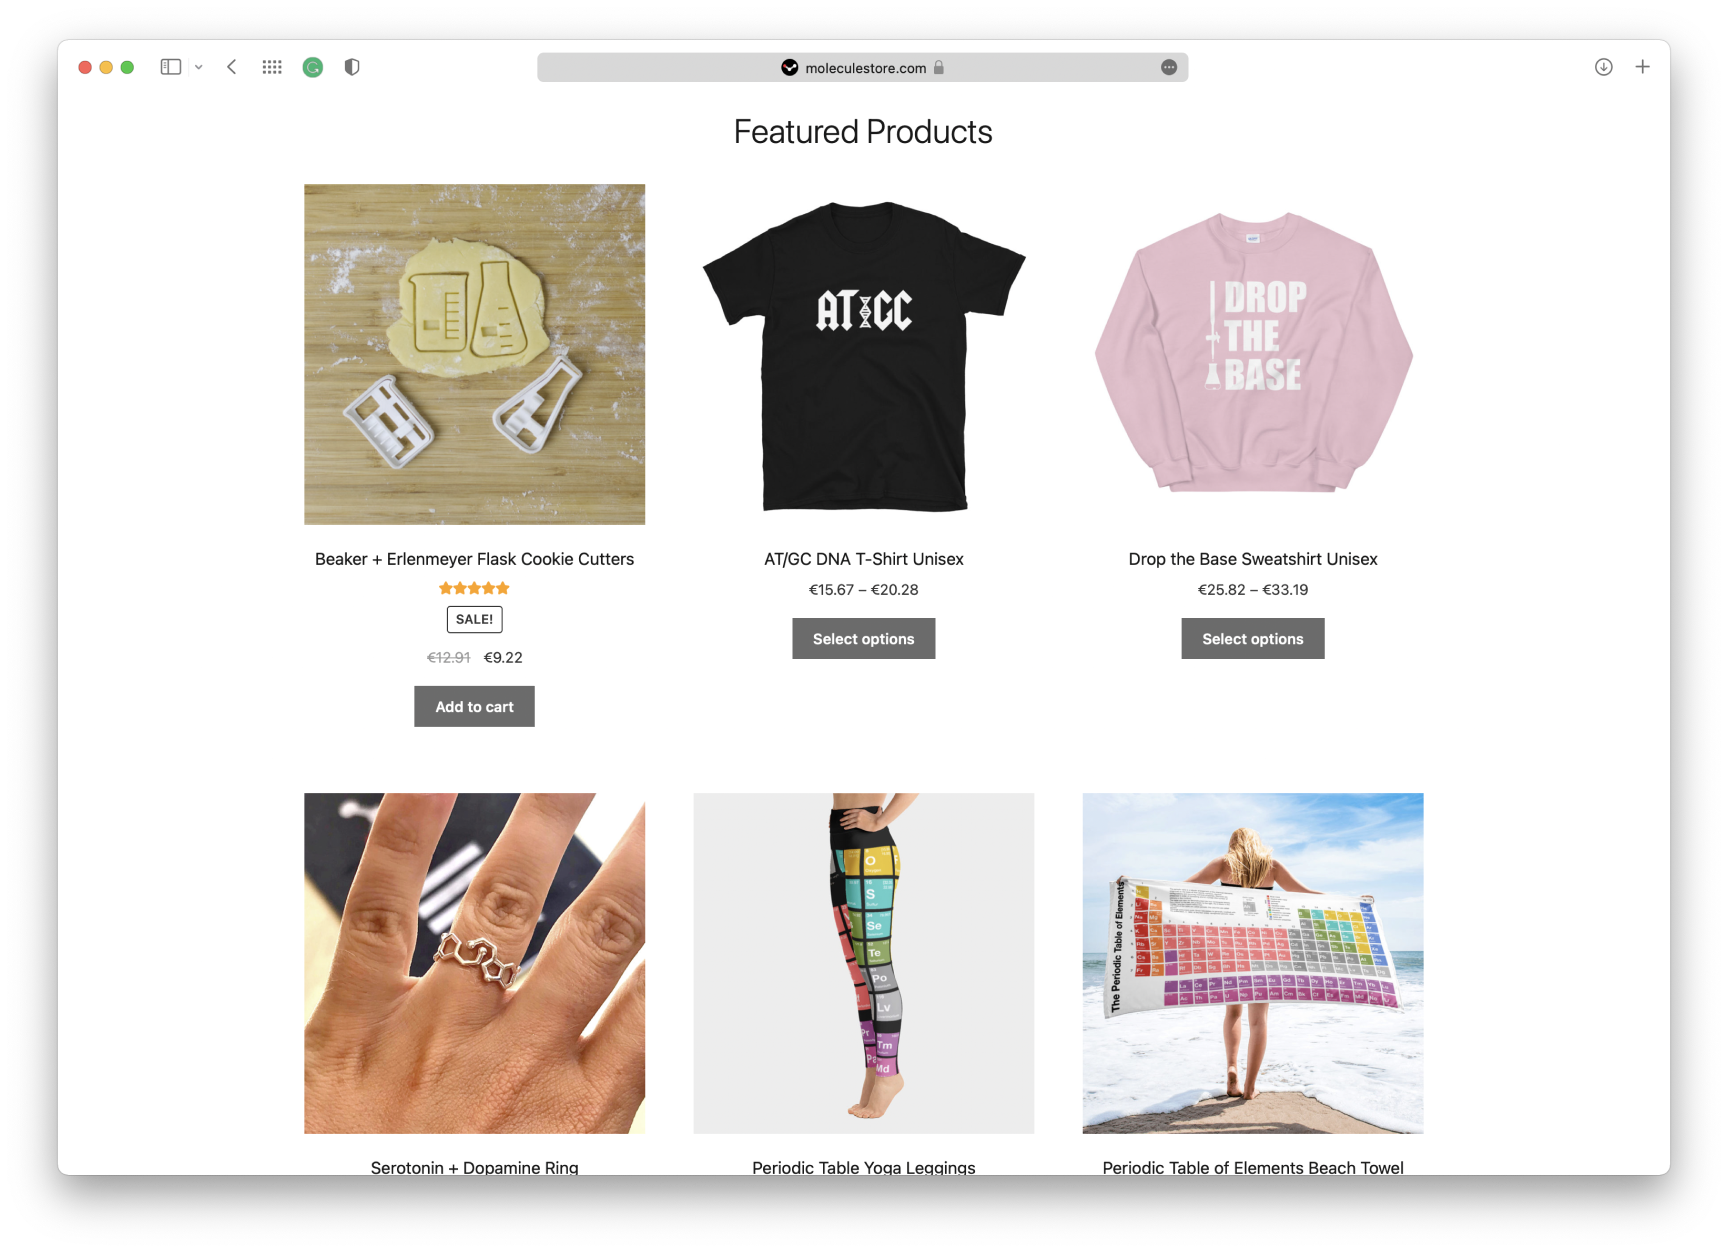 moleculestore.com
Featured Products
AT GC
DROP
THE
BASE
Beaker + Erlenmeyer Flask Cookie Cutters
SALE!
€12.91 €9.22
Add to cart
AT/GC DNA T-Shirt Unisex
€15.67 – €20.28
Select options
Drop the Base Sweatshirt Unisex
€25.82 – €33.19
Select options
O
S
Se
Te
Po
Lv
Tm
Md
The Periodic Table of Elements
Serotonin + Dopamine Ring
Periodic Table Yoga Leggings
Periodic Table of Elements Beach Towel